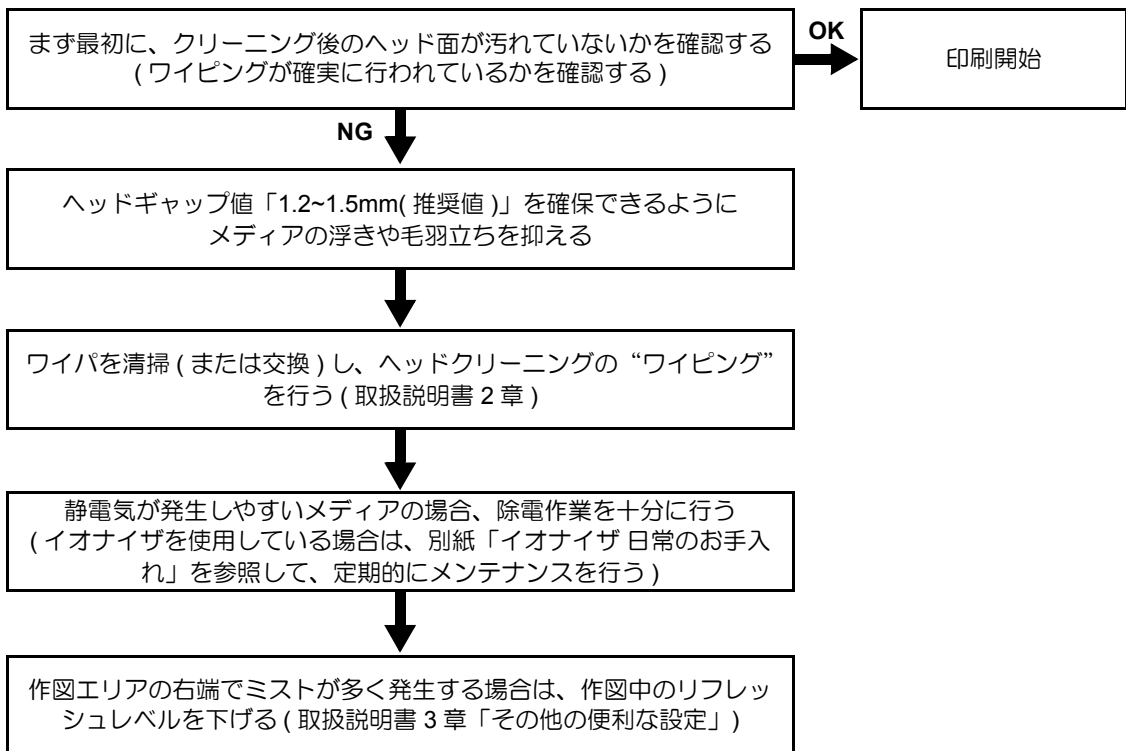 まず最初に、クリーニング後のヘッド面が汚れていないかを確認する
( ワイピングが確実に行われているかを確認する )
OK
印刷開始
NG
ヘッドギャップ値「1.2~1.5mm( 推奨値 )」を確保できるように
メディアの浮きや毛羽立ちを抑える
ワイパを清掃 ( または交換 ) し、ヘッドクリーニングの“ワイピング”
を行う ( 取扱説明書 2 章 )
静電気が発生しやすいメディアの場合、除電作業を十分に行う
( イオナイザを使用している場合は、別紙「イオナイザ 日常のお手入
れ」を参照して、定期的にメンテナンスを行う )
作図エリアの右端でミストが多く発生する場合は、作図中のリフレッ
シュレベルを下げる ( 取扱説明書 3 章「その他の便利な設定」)